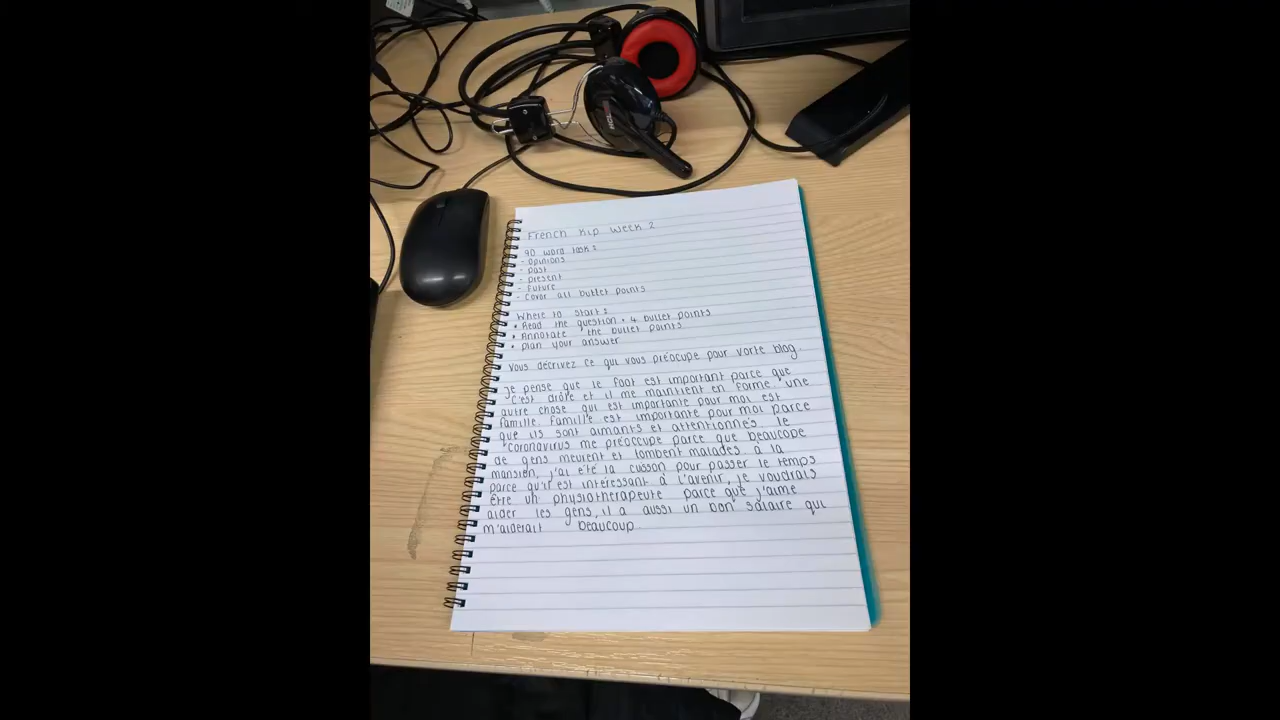 French KIP Week 2
90 word task:
- Opinions
- Past
- Present
- Future
- Cover all bullet points
Where to start:
• Read the question + 4 bullet points
• Annotate the bullet points
• plan your answer
Vous décrivez ce qui vous préocupe pour vorte blog.
Je pense que le foot est important parce que
C'est drôle et il me maintient en forme. une
autre chose qui est importante pour moi est
famille. Famille est importante pour moi parce
que ils sont aimants et attentionnés. le
Coronavirus me préoccupe parce que beaucope
de gens meurent et lombent malades à la
mansion, j'ai été la cusson pour passer le temps
parce qu'il est intéressant à l'avenir, je voudrais
être un physiotherapeute parce que j'aime
aider les gens, il a aussi un bon salaire qui
m'aiderait beaucoup.